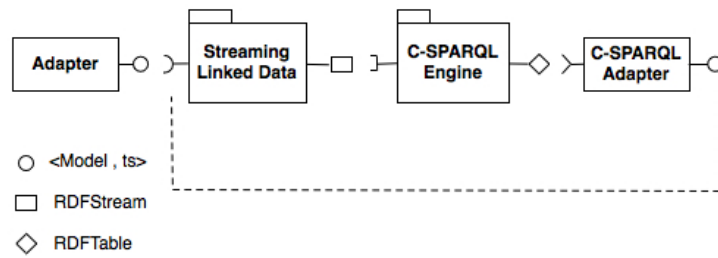 Adapter
Streaming
Linked Data
C-SPARQL
Engine
C-SPARQL
Adapter
<Model , ts>
RDFStream
RDFTable